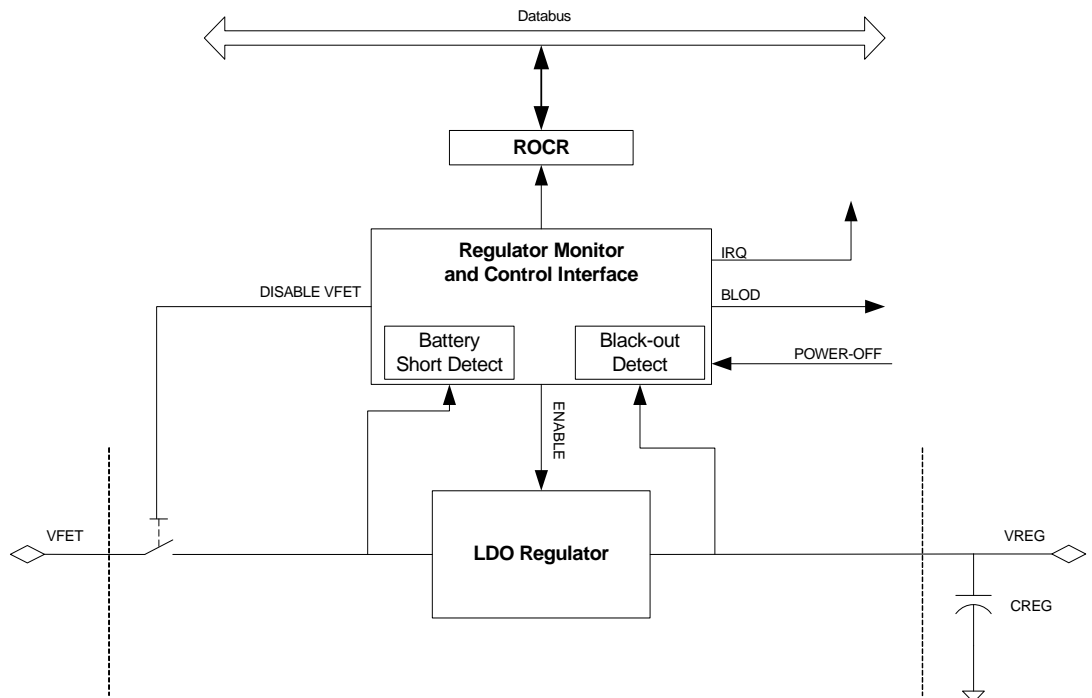 Databus
ROCR
Regulator Monitor
and Control Interface
IRQ
DISABLE VFET
BLOD
Battery
Short Detect
Black-out
Detect
POWER-OFF
ENABLE
VFET
LDO Regulator
VREG
CREG